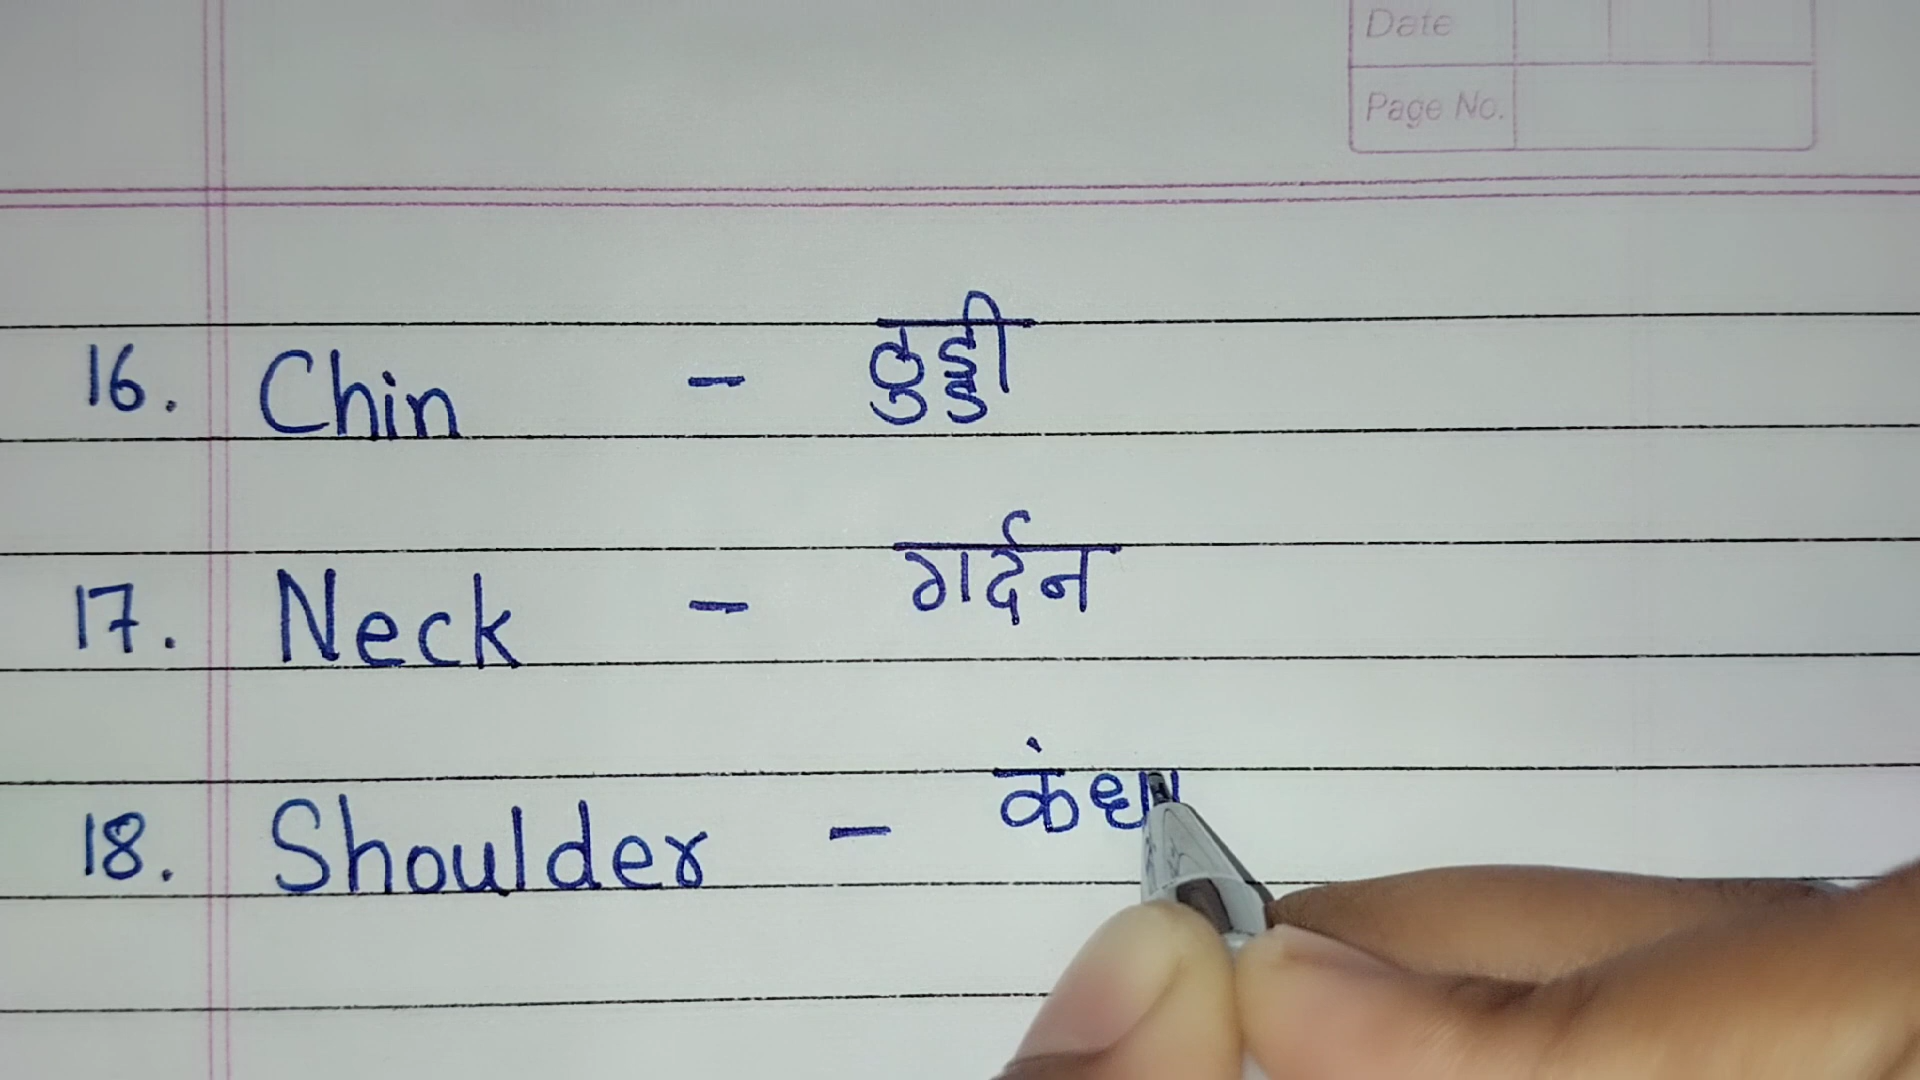 Date
Page No.
16. Chin - ठुड्डी
17. Neck - गर्दन
18. Shoulder - कंधा